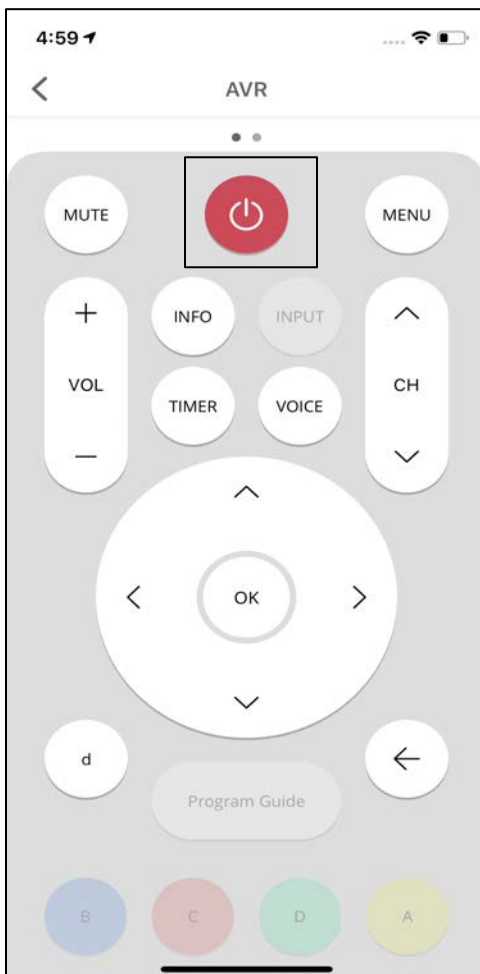 4:59
AVR
MUTE
MENU
+
INFO
INPUT
VOL
CH
TIMER
VOICE
—
OK
d
Program Guide
B
C
D
A